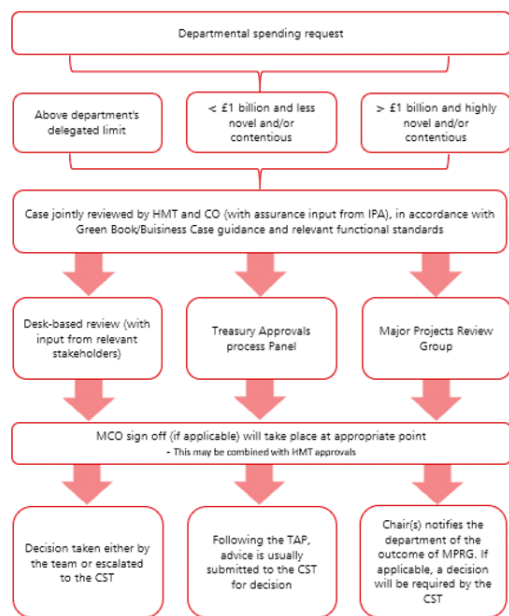 Departmental spending request
Above department's
delegated limit
< £1 billion and less
novel and/or
contentious
> £1 billion and highly
novel and/or
contentious
Case jointly reviewed by HMT and CO (with assurance input from IPA), in accordance with
Green Book/Buisiness Case guidance and relevant functional standards
Desk-based review (with
input from relevant
stakeholders)
Treasury Approvals
process Panel
Major Projects Review
Group
MCO sign off (if applicable) will take place at appropriate point
- This may be combined with HMT approvals
Decision taken either by
the team or escalated
to the CST
Following the TAP,
advice is usually
submitted to the CST
for decision
Chair(s) notifies the
department of the
outcome of MPRG. If
applicable, a decision
will be required by the
CST